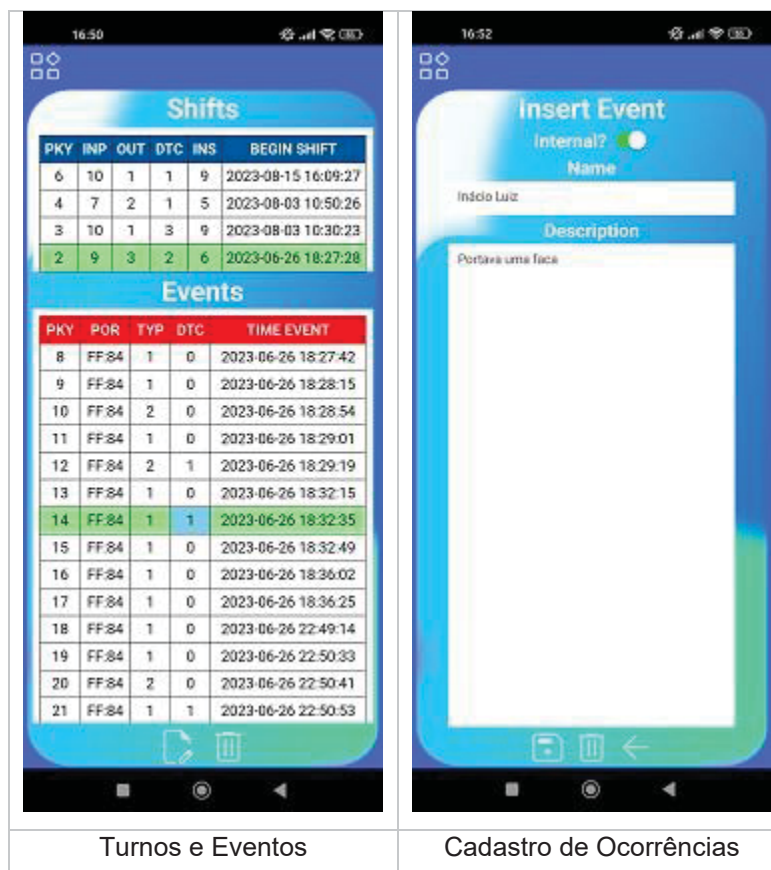 16:50
Shifts
PKY INP OUT DTC INS BEGIN SHIFT
6 10 1 1 9 2023-08-15 16:09:27
4 7 2 1 5 2023-08-03 10:50:26
3 10 1 3 9 2023-08-03 10:30:23
2 9 3 2 6 2023-06-26 18:27:28
Events
PKY POR TYP DTC TIME EVENT
8 FF:84 1 0 2023-06-26 18:27:42
9 FF:84 1 0 2023-06-26 18:28:15
10 FF:84 2 0 2023-06-26 18:28:54
11 FF:84 1 0 2023-06-26 18:29:01
12 FF:84 2 1 2023-06-26 18:29:19
13 FF:84 1 0 2023-06-26 18:32:15
14 FF:84 1 1 2023-06-26 18:32:35
15 FF:84 1 0 2023-06-26 18:32:49
16 FF:84 1 0 2023-06-26 18:36:02
17 FF:84 1 0 2023-06-26 18:36:25
18 FF:84 1 0 2023-06-26 22:49:14
19 FF:84 1 0 2023-06-26 22:50:33
20 FF:84 2 0 2023-06-26 22:50:41
21 FF:84 1 1 2023-06-26 22:50:53
Turnos e Eventos
16:52
Insert Event
Internal?
Name
Inácio Luiz
Description
Portava uma faca
Cadastro de Ocorrências